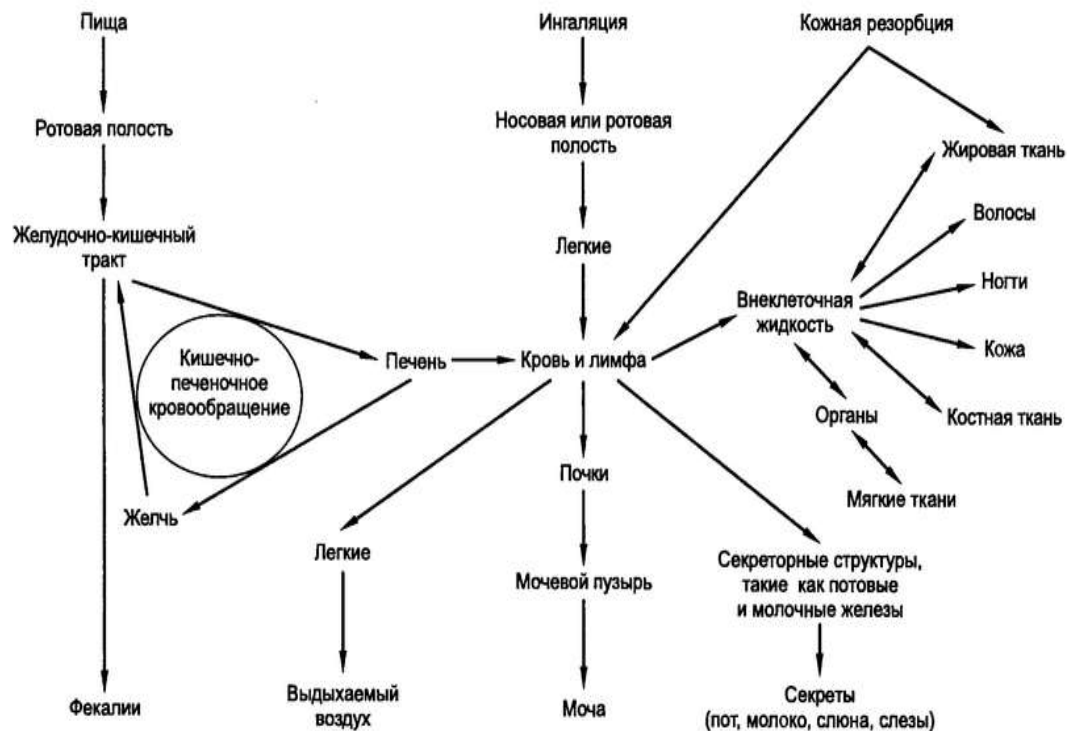 Пища
Ингаляция
Кожная резорбция
Ротовая полость
Носовая или ротовая
полость
Жировая ткань
Желудочно-кишечный
тракт
Легкие
Волосы
Ногти
Внеклеточная
жидкость
Кожа
Кишечно-
печеночное
кровообращение
Печень
Кровь и лимфа
Органы
Костная ткань
Почки
Мягкие ткани
Желчь
Легкие
Мочевой пузырь
Секреторные структуры,
такие как потовые
и молочные железы
Фекалии
Выдыхаемый
воздух
Моча
Секреты
(пот, молоко, слюна, слезы)